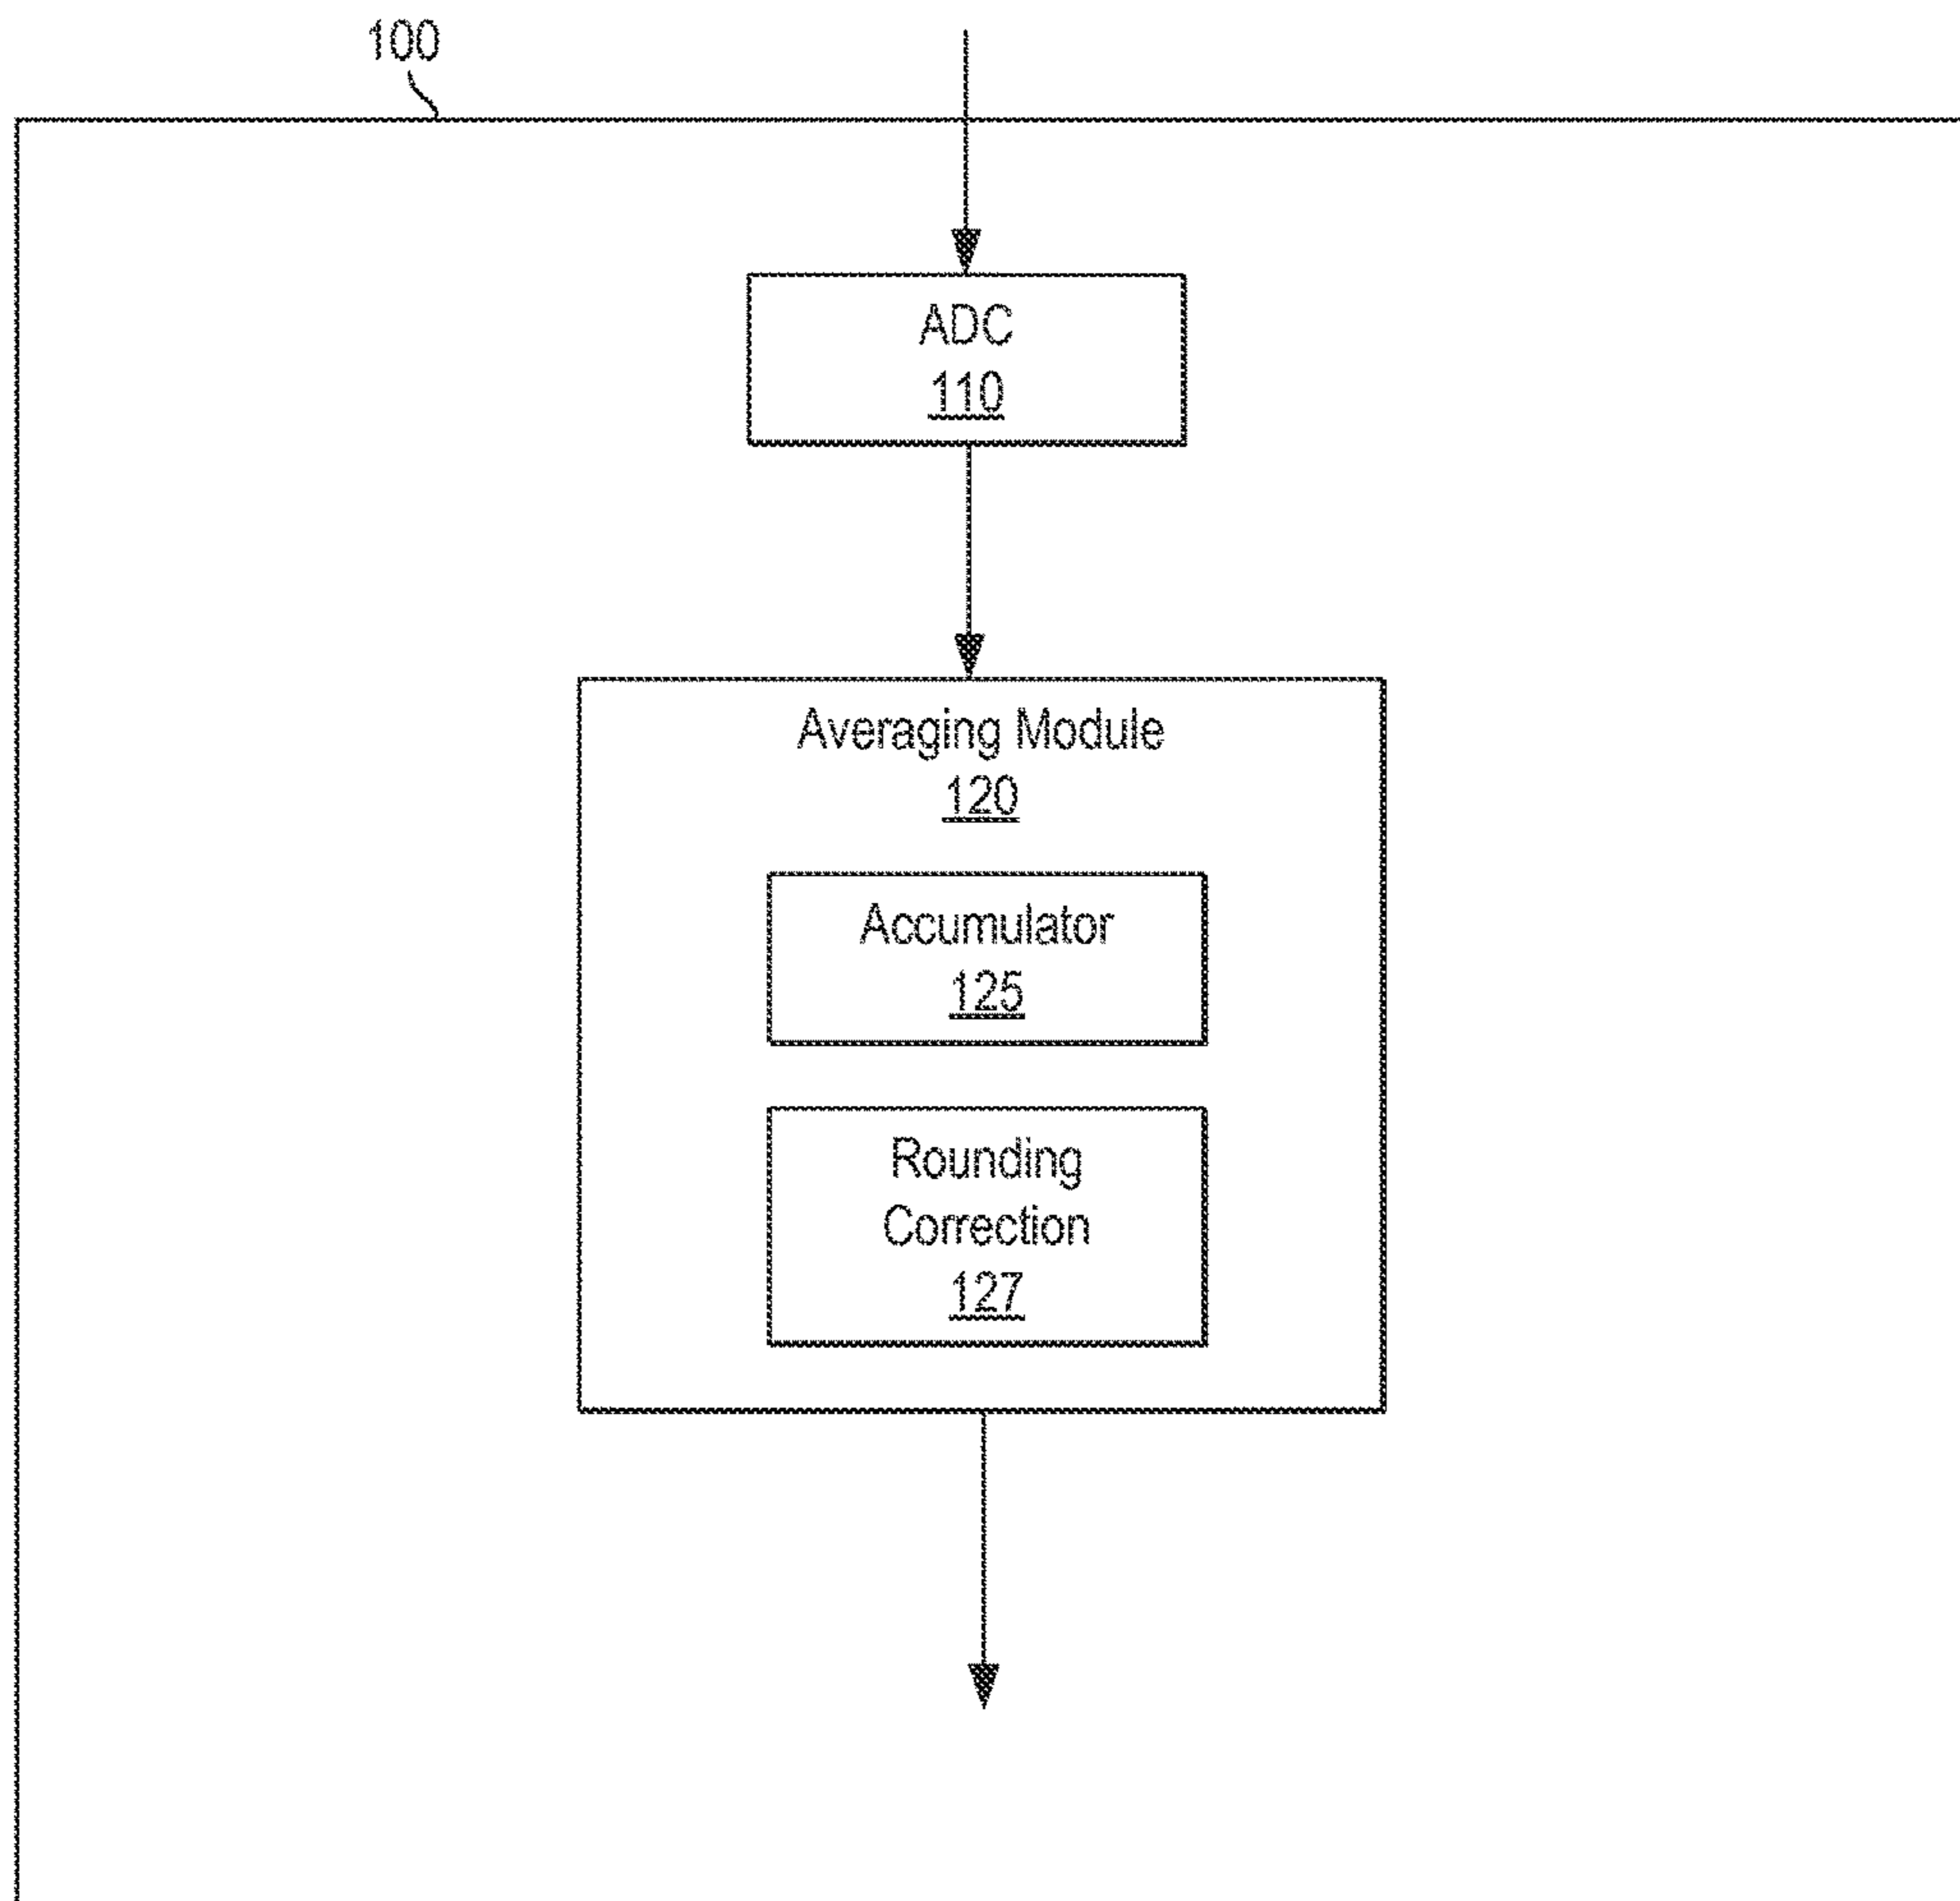 100
ADC
110
Averaging Module
120
Accumulator
125
Rounding
Correction
127